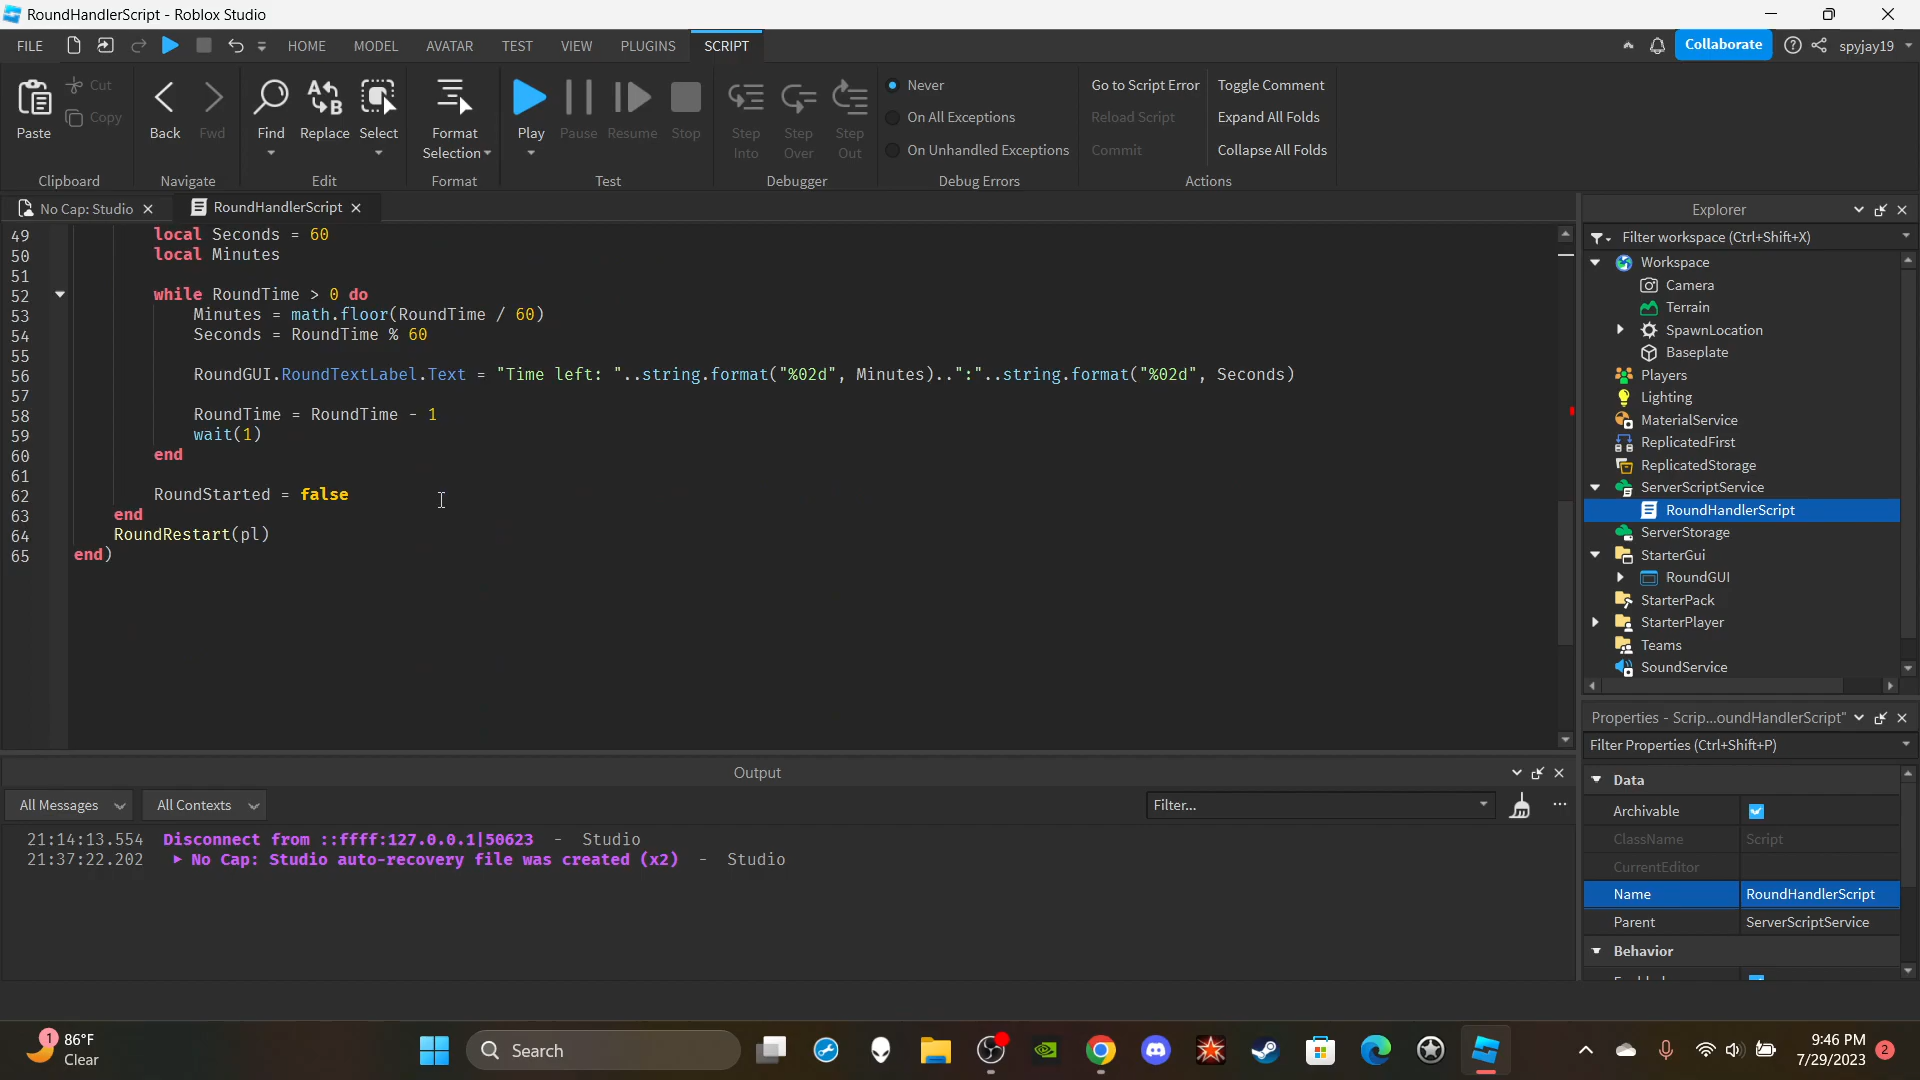 RoundHandlerScript - Roblox Studio
FILE HOME MODEL AVATAR TEST VIEW PLUGINS SCRIPT Collaborate spyjay19
Paste Cut Copy
Clipboard
Back Fwd
Navigate
Find Replace Select
Edit
Format Selection
Format
Play Pause Resume Stop
Test
Step Into Step Over Step Out
Debugger
Never
On All Exceptions
On Unhandled Exceptions
Debug Errors
Go to Script Error
Reload Script
Commit
Toggle Comment
Expand All Folds
Collapse All Folds
Actions
No Cap: Studio RoundHandlerScript
49 local Seconds = 60
50 local Minutes
51
52 while RoundTime > 0 do
53 Minutes = math.floor(RoundTime / 60)
54 Seconds = RoundTime % 60
55
56 RoundGUI.RoundTextLabel.Text = "Time left: "..string.format("%02d", Minutes)..":"..string.format("%02d", Seconds)
57
58 RoundTime = RoundTime - 1
59 wait(1)
60 end
61
62 RoundStarted = false
63 end
64 RoundRestart(pl)
65 end)
Explorer
Filter workspace (Ctrl+Shift+X)
Workspace
Camera
Terrain
SpawnLocation
Baseplate
Players
Lighting
MaterialService
ReplicatedFirst
ReplicatedStorage
ServerScriptService
RoundHandlerScript
ServerStorage
StarterGui
RoundGUI
StarterPack
StarterPlayer
Teams
SoundService
Properties - Scrip...oundHandlerScript"
Filter Properties (Ctrl+Shift+P)
Data
Archivable
ClassName Script
CurrentEditor
Name RoundHandlerScript
Parent ServerScriptService
Behavior
Output
All Messages All Contexts Filter...
21:14:13.554 Disconnect from ::ffff:127.0.0.1|50623 - Studio
21:37:22.202 No Cap: Studio auto-recovery file was created (x2) - Studio
1 86°F
Clear
Search
9:46 PM
7/29/2023
2